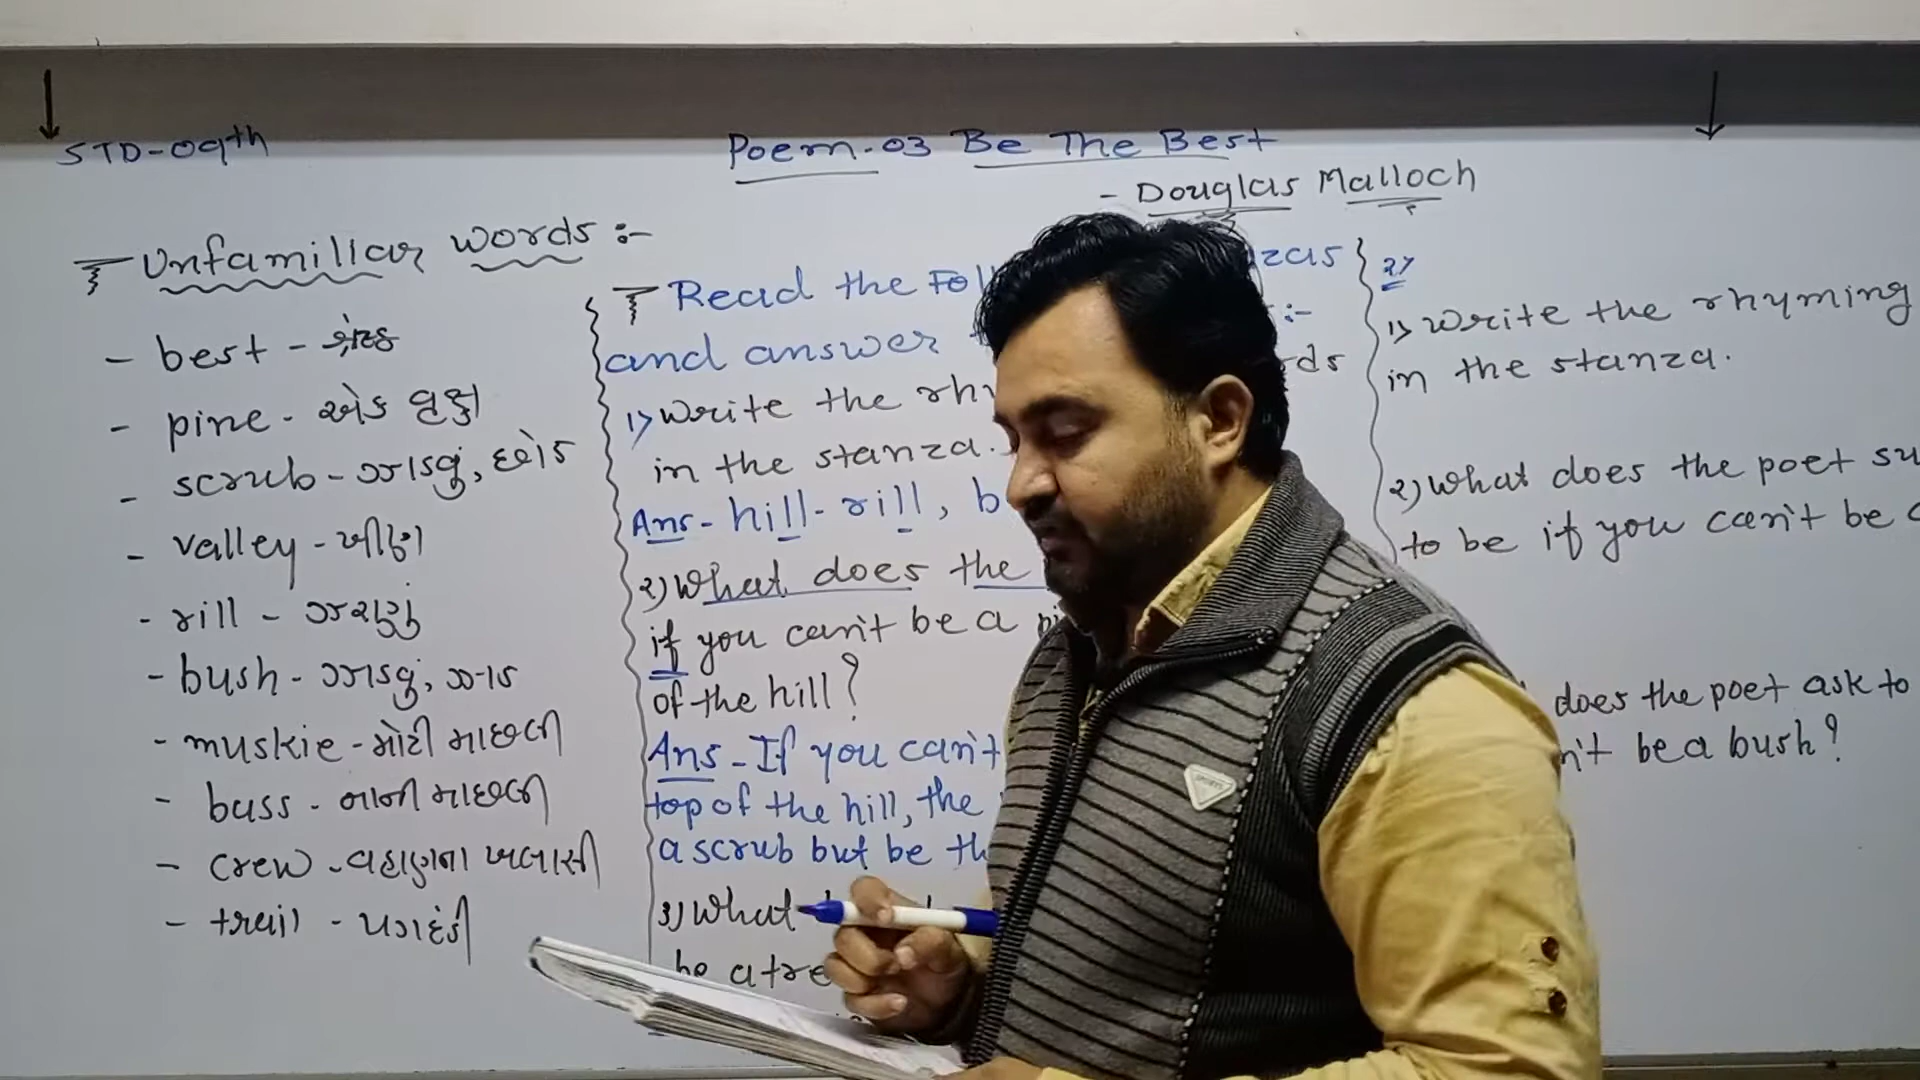 STD-09th
Poem-03 Be The Best
- Douglas Malloch
Unfamiliar words :-
- best - શ્રેષ્ઠ
- pine - એક વૃક્ષ
- scrub - ઝાડવું, છોડ
- valley - ખીણ
- rill - ઝરણું
- bush - ઝાડવું, ઝાડ
- muskie - મોટી માછલી
- bass - નાની માછલી
- crew - વહાણના ખલાસી
- trail - પગદંડી
Read the Fol zas
and answer :-
1) Write the rhy ds
in the stanza.
Ans - hill - rill, b
2) What does the
if you can't be a pi
of the hill?
Ans - If you can't
top of the hill, the
a scrub but be th
3) What
be a tre
2)
1) Write the rhyming
in the stanza.
2) What does the poet su
to be if you can't be a
does the poet ask to
n't be a bush?